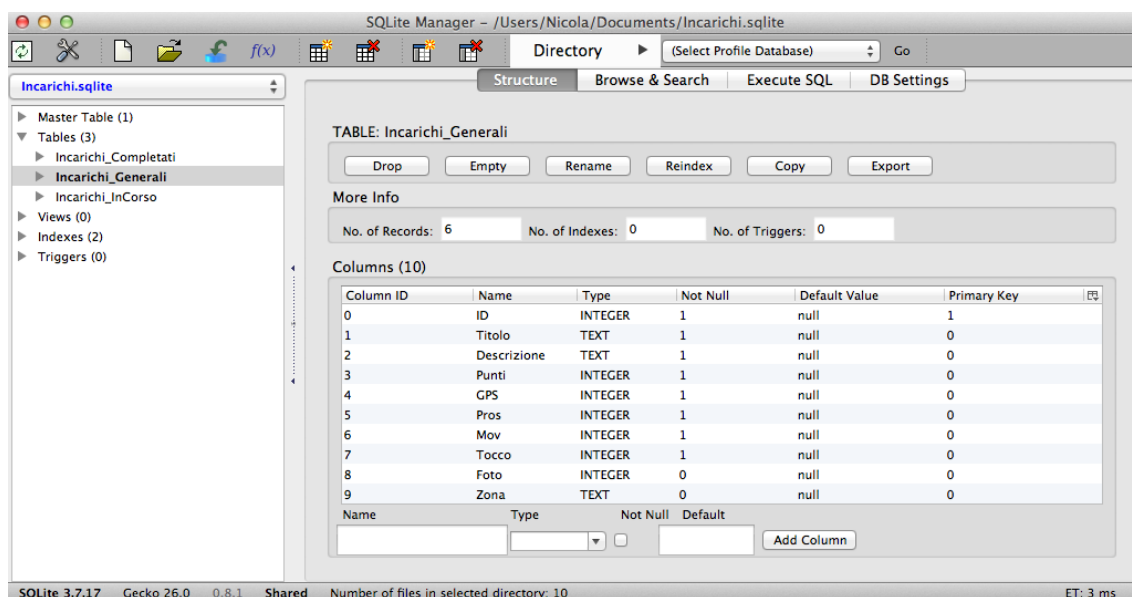 SQLite Manager - /Users/Nicola/Documents/Incarichi.sqlite
f(x) Directory (Select Profile Database) Go
Incarichi.sqlite
Structure Browse & Search Execute SQL DB Settings
Master Table (1)
Tables (3)
Incarichi_Completati
Incarichi_Generali
Incarichi_InCorso
Views (0)
Indexes (2)
Triggers (0)
TABLE: Incarichi_Generali
Drop Empty Rename Reindex Copy Export
More Info
No. of Records: 6 No. of Indexes: 0 No. of Triggers: 0
Columns (10)
Column ID Name Type Not Null Default Value Primary Key
0 ID INTEGER 1 null 1
1 Titolo TEXT 1 null 0
2 Descrizione TEXT 1 null 0
3 Punti INTEGER 1 null 0
4 GPS INTEGER 1 null 0
5 Pros INTEGER 1 null 0
6 Mov INTEGER 1 null 0
7 Tocco INTEGER 1 null 0
8 Foto INTEGER 0 null 0
9 Zona TEXT 0 null 0
Name Type Not Null Default
Add Column
SQLite 3.7.17 Gecko 26.0 0.8.1 Shared Number of files in selected directory: 10 ET: 3 ms